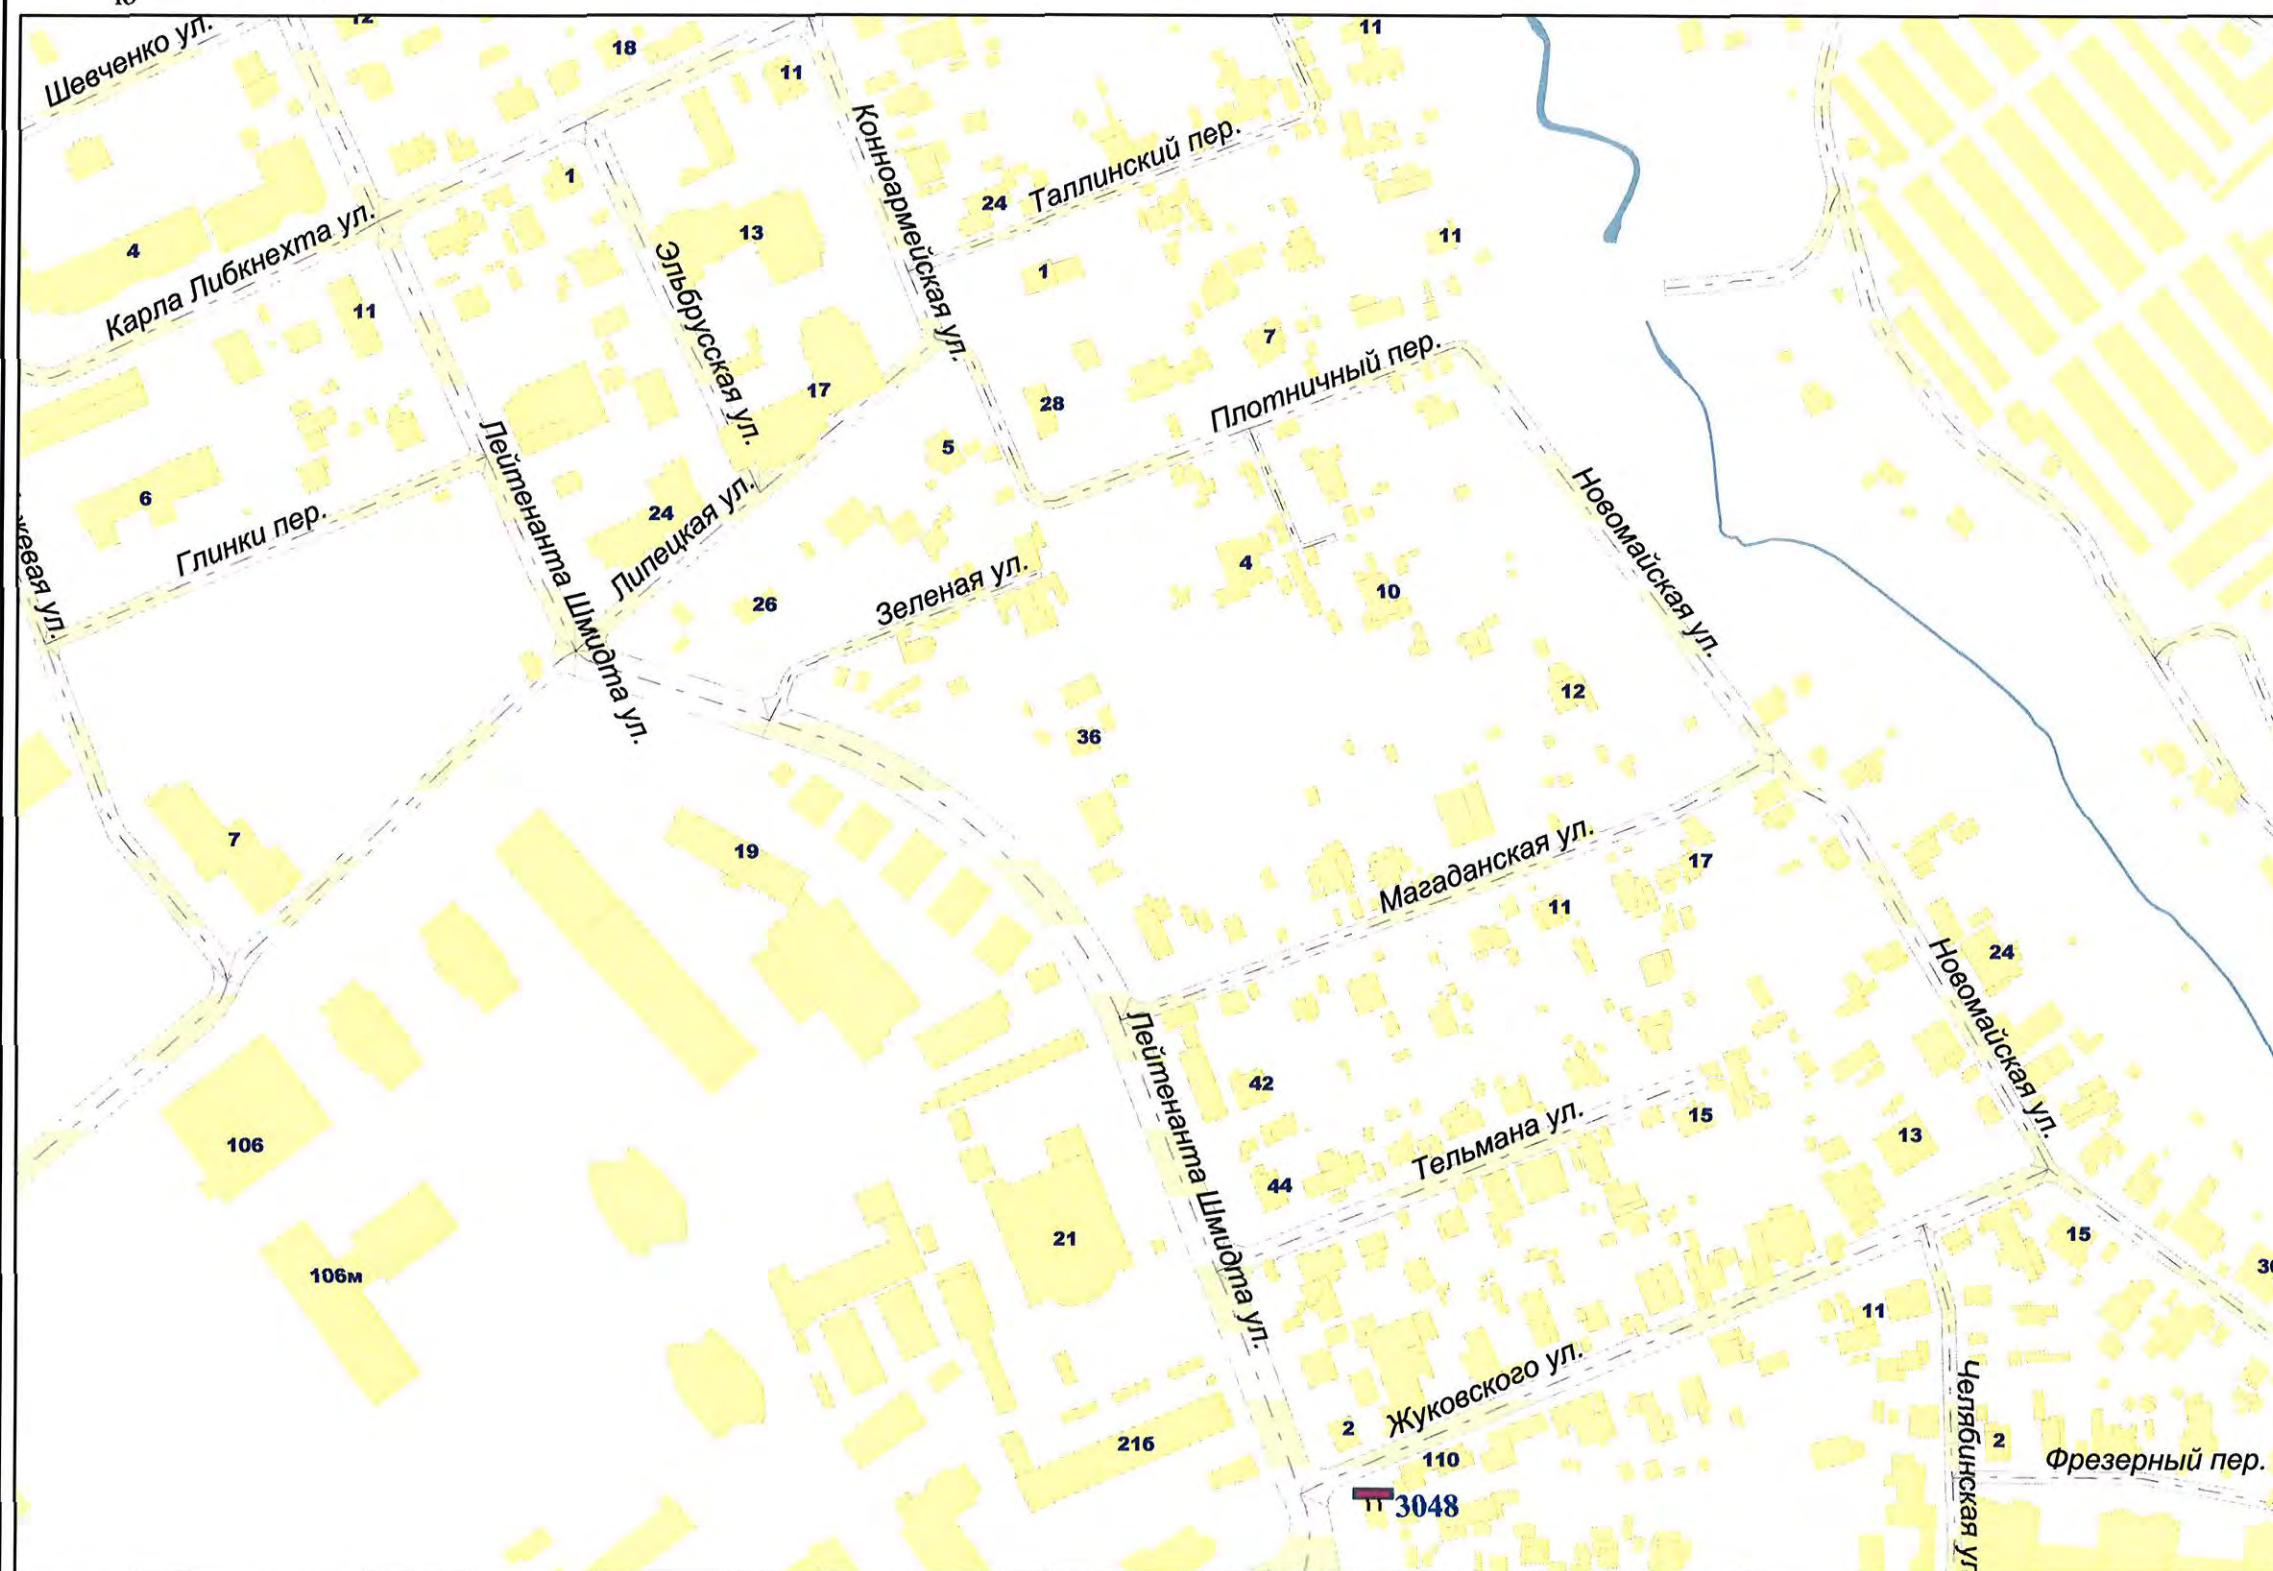 Шевченко ул.
12
18
11
11
Конноармейская ул.
Таллинский пер.
1
24
4
Карла Либкнехта ул.
11
13
Эльбрусская ул.
1
11
7
17
28
Плотничный пер.
5
6
Глинки пер.
Лейтенанта Шмидта ул.
24
Липецкая ул.
26
Зеленая ул.
4
10
Новомайская ул.
12
36
7
19
Магаданская ул.
17
11
24
Новомайская ул.
Лейтенанта Шмидта ул.
42
44
Тельмана ул.
15
13
106
106м
21
15
11
Жуковского ул.
2
110
216
3048
Челябинская ул
2
Фрезерный пер.